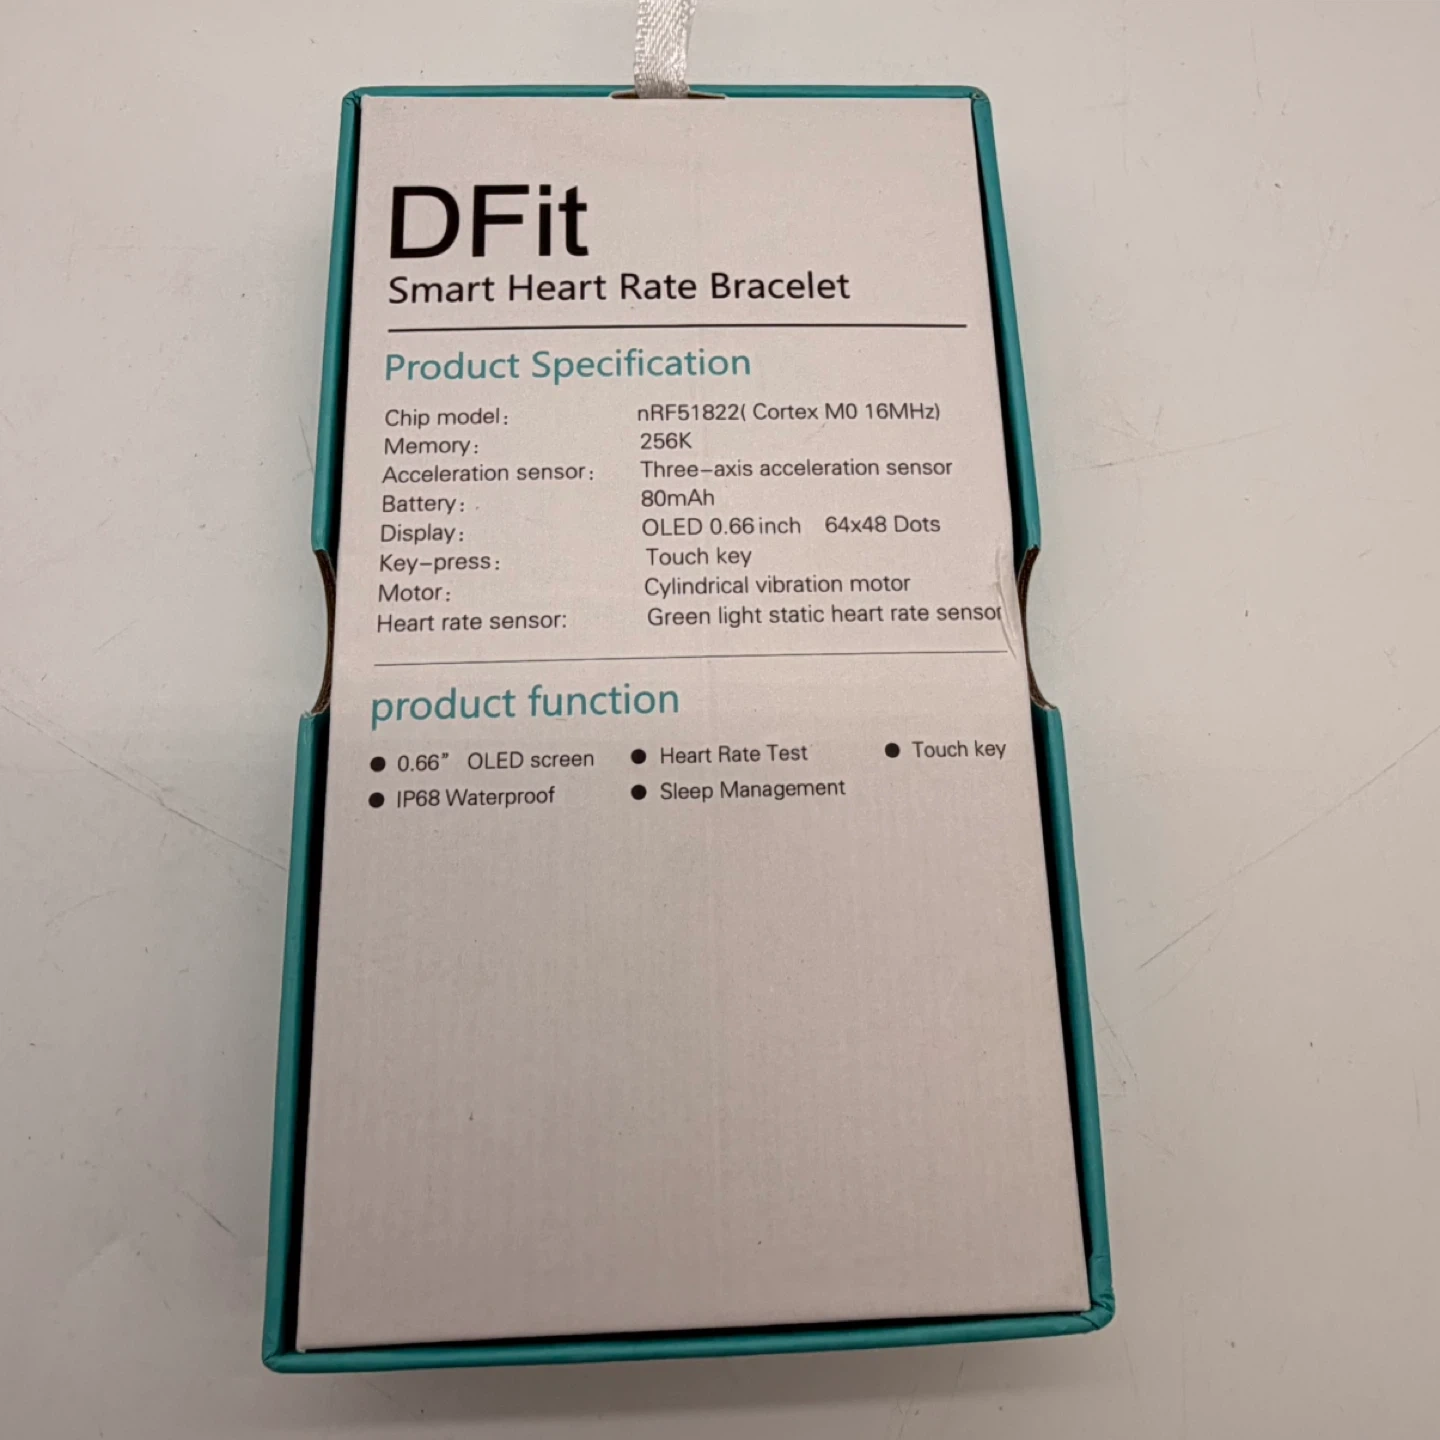 DFit
Smart Heart Rate Bracelet
Product Specification
Chip model: nRF51822( Cortex M0 16MHz)
Memory: 256K
Acceleration sensor: Three-axis acceleration sensor
Battery: 80mAh
Display: OLED 0.66 inch 64x48 Dots
Key-press: Touch key
Motor: Cylindrical vibration motor
Heart rate sensor: Green light static heart rate sensor
product function
● 0.66” OLED screen ● Heart Rate Test ● Touch key
● IP68 Waterproof ● Sleep Management